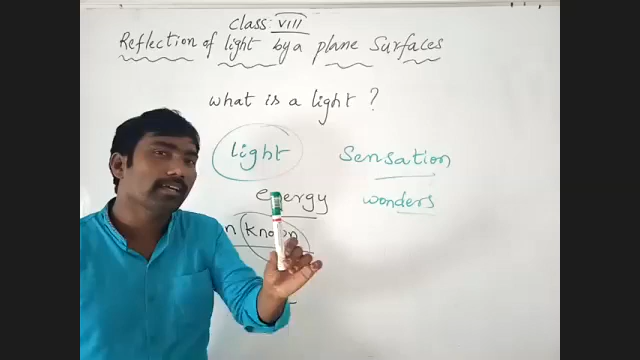 class: VIII
Reflection of light by a plane Surfaces
what is a light ?
light Sensation
energy wonders
known